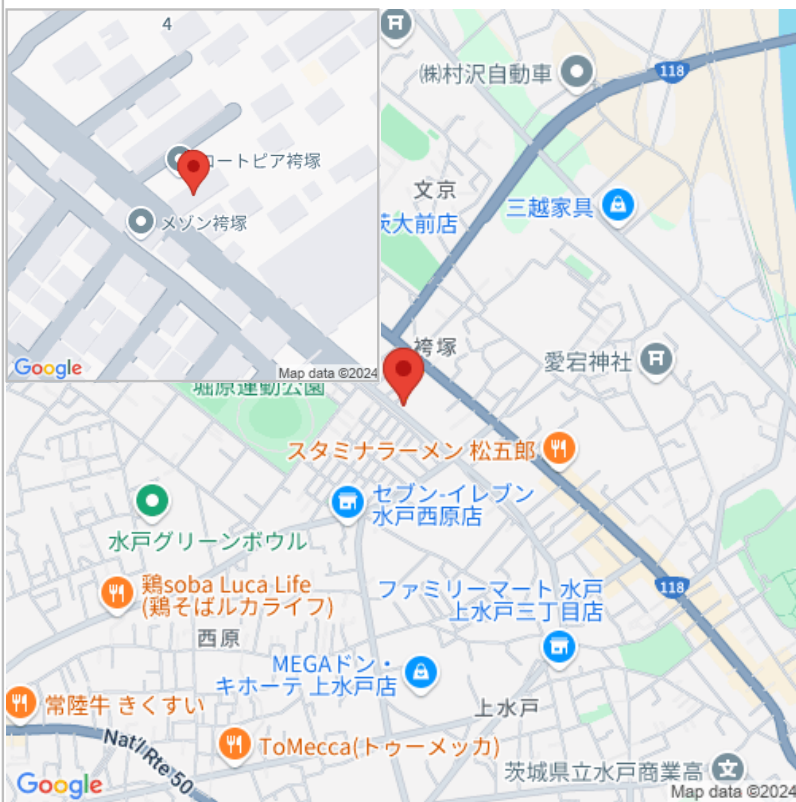 4
コートピア袴塚
メゾン袴塚
Google
Map data ©2024
(株)村沢自動車
118
文京
茨大前店
三越家具
袴塚
愛宕神社
堀原運動公園
スタミナラーメン 松五郎
セブン-イレブン
水戸西原店
水戸グリーンボウル
鶏soba Luca Life
(鶏そばルカライフ)
ファミリーマート 水戸
上水戸三丁目店
118
西原
MEGAドン・
キホーテ 上水戸店
常陸牛 きくすい
上水戸
Nat'l Rte 50
ToMecca(トゥーメッカ)
茨城県立水戸商業高
Google
Map data ©2024